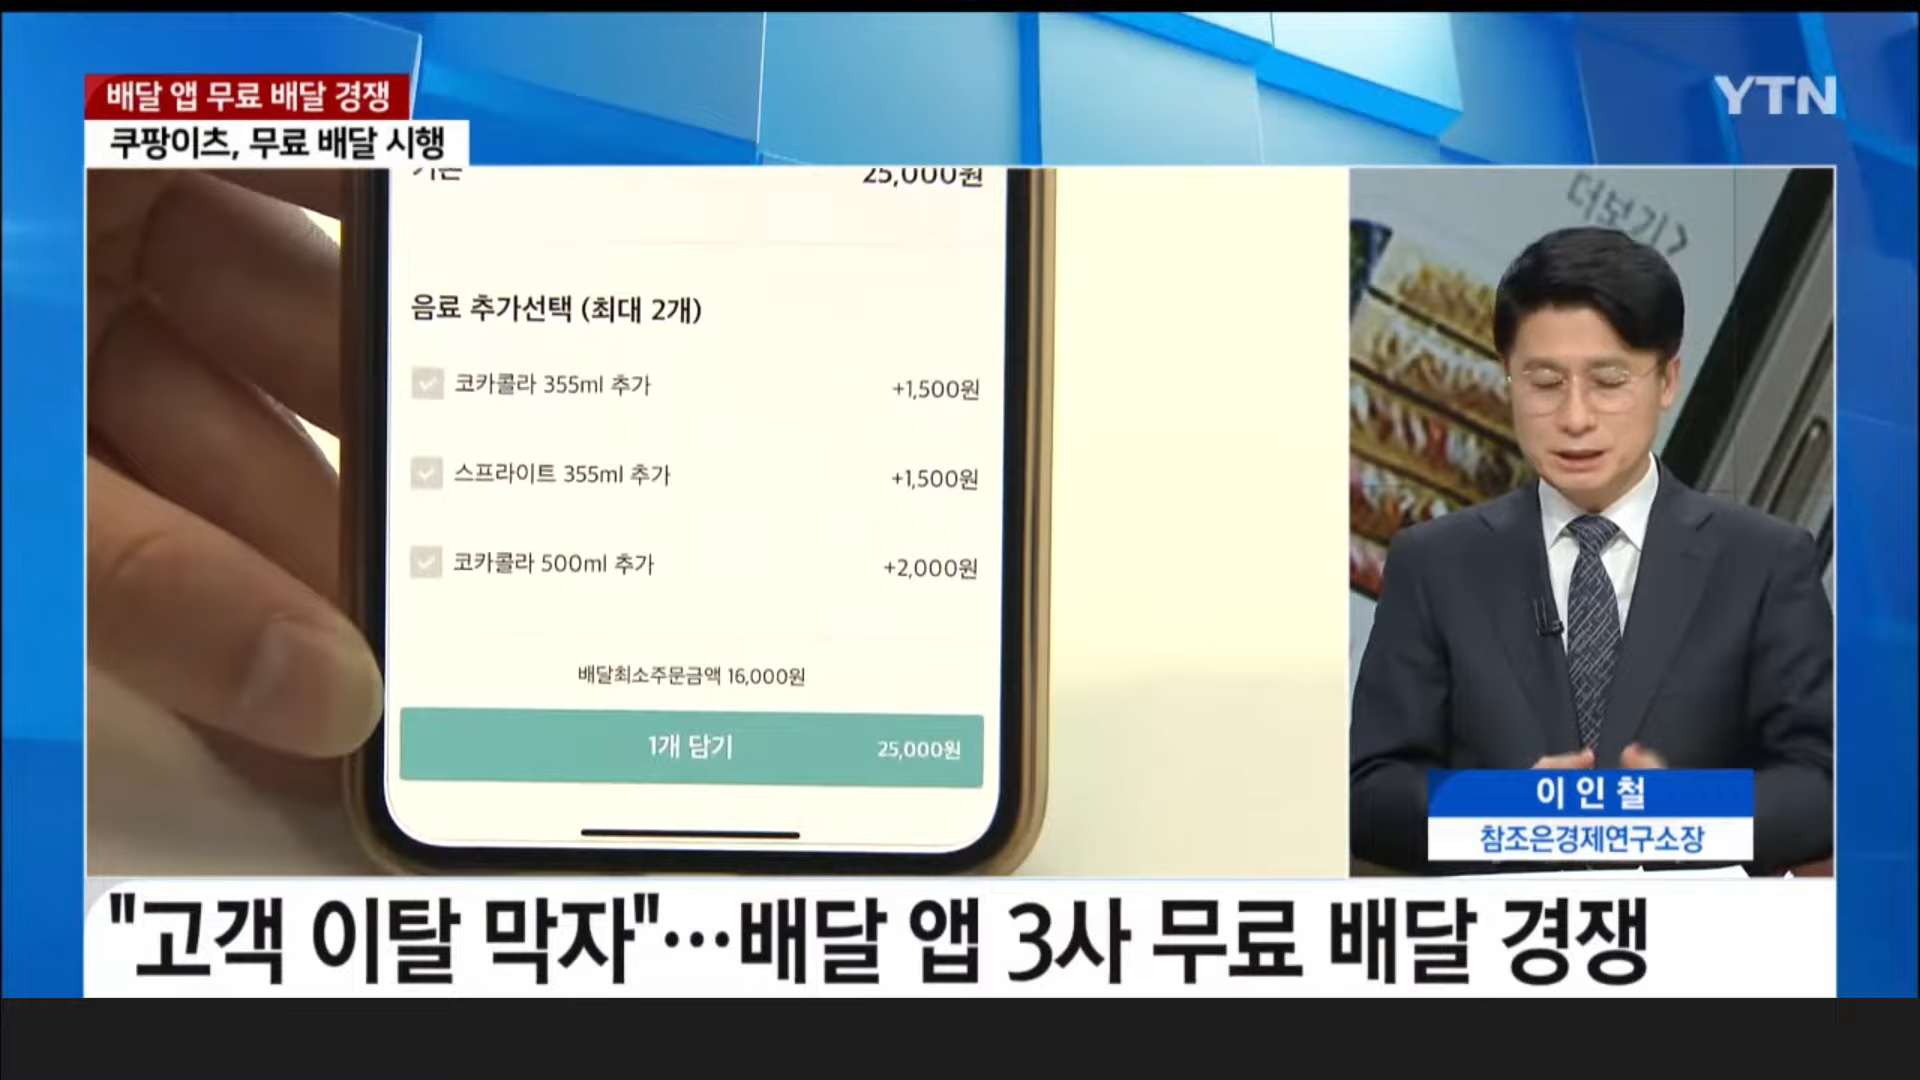 배달 앱 무료 배달 경쟁
YTN
쿠팡이츠, 무료 배달 시행
기본 25,000원
더보기>
음료 추가선택 (최대 2개)
코카콜라 355ml 추가 +1,500원
스프라이트 355ml 추가 +1,500원
코카콜라 500ml 추가 +2,000원
배달최소주문금액 16,000원
1개 담기 25,000원
이인철
참조은경제연구소장
"고객 이탈 막자"…배달 앱 3사 무료 배달 경쟁